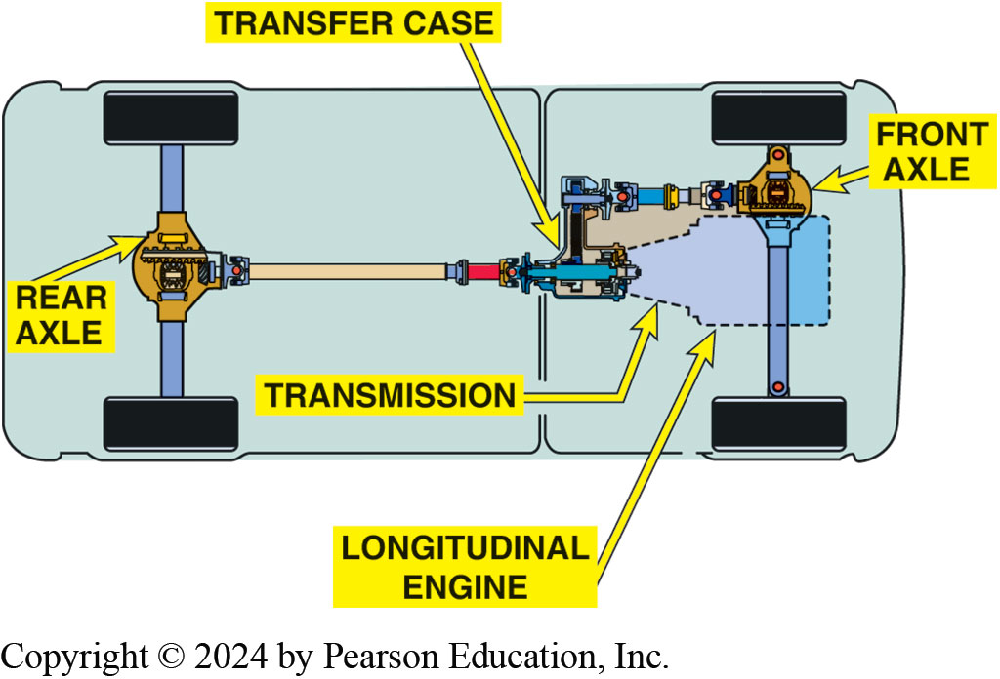 TRANSFER CASE
FRONT
AXLE
REAR
AXLE
TRANSMISSION
LONGITUDINAL
ENGINE
Copyright © 2024 by Pearson Education, Inc.